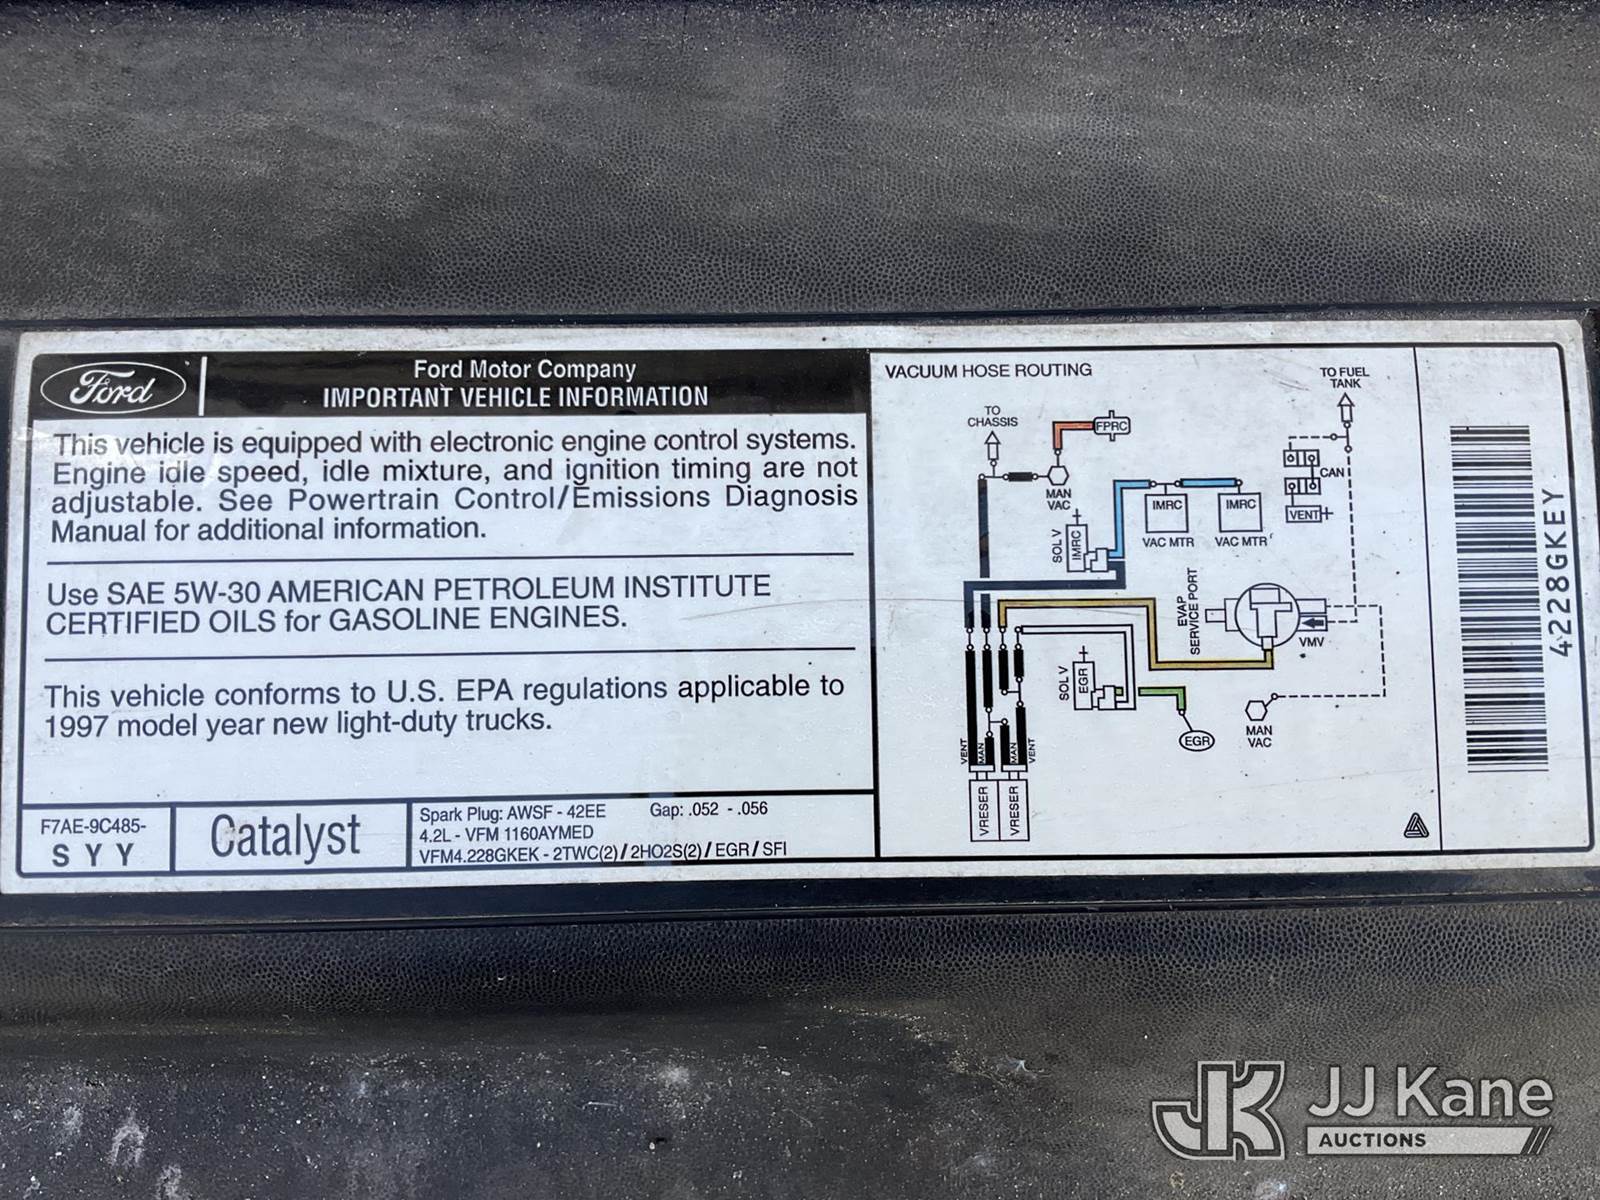 Ford
Ford Motor Company
IMPORTANT VEHICLE INFORMATION
This vehicle is equipped with electronic engine control systems.
Engine idle speed, idle mixture, and ignition timing are not
adjustable. See Powertrain Control/Emissions Diagnosis
Manual for additional information.
Use SAE 5W-30 AMERICAN PETROLEUM INSTITUTE
CERTIFIED OILS for GASOLINE ENGINES.
This vehicle conforms to U.S. EPA regulations applicable to
1997 model year new light-duty trucks.
F7AE-9C485-
S Y Y
Catalyst
Spark Plug: AWSF - 42EE Gap: .052 - .056
4.2L - VFM 1160AYMED
VFM4.228GKEK - 2TWC(2) / 2HO2S(2) / EGR / SFI
VACUUM HOSE ROUTING
TO
CHASSIS
FPRC
MAN
VAC
TO FUEL
TANK
CAN
VENT
SOL V
IMRC
IMRC
VAC MTR
IMRC
VAC MTR
EVAP
SERVICE PORT
VMV
SOL V
EGR
EGR
MAN
VAC
VENT
MAN
MAN
VENT
VRESER
VRESER
4228GKEY
JK
JJ Kane
AUCTIONS